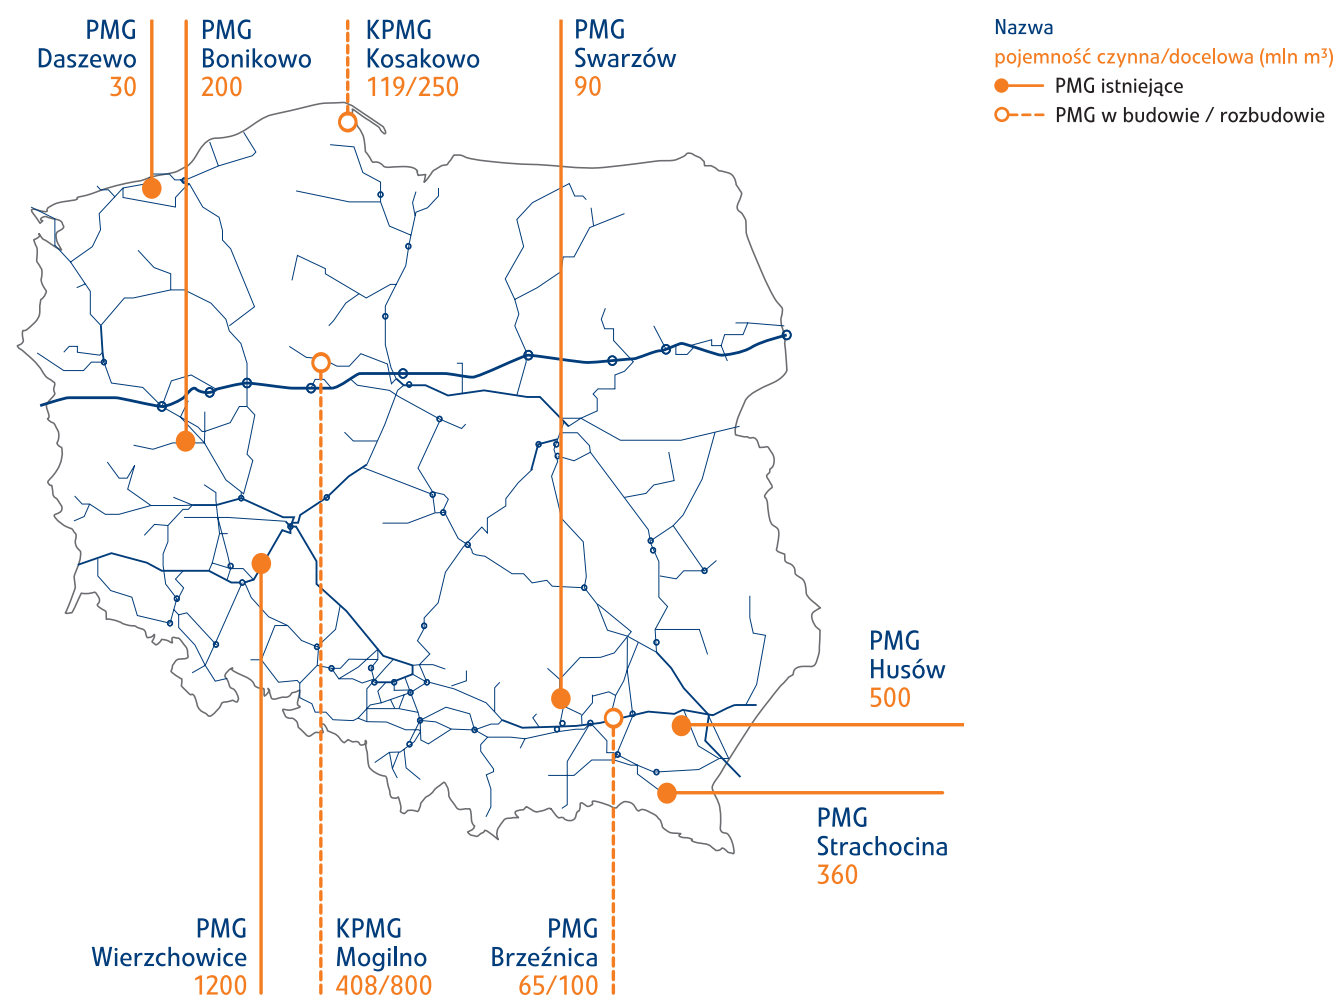 PMG
Daszewo
30
PMG
Bonikowo
200
KPMG
Kosakowo
119/250
PMG
Swarzów
90
Nazwa
pojemność czynna/docelowa (mln m³)
PMG istniejące
PMG w budowie / rozbudowie
PMG
Husów
500
PMG
Strachocina
360
PMG
Wierzchowice
1200
KPMG
Mogilno
408/800
PMG
Brzeźnica
65/100